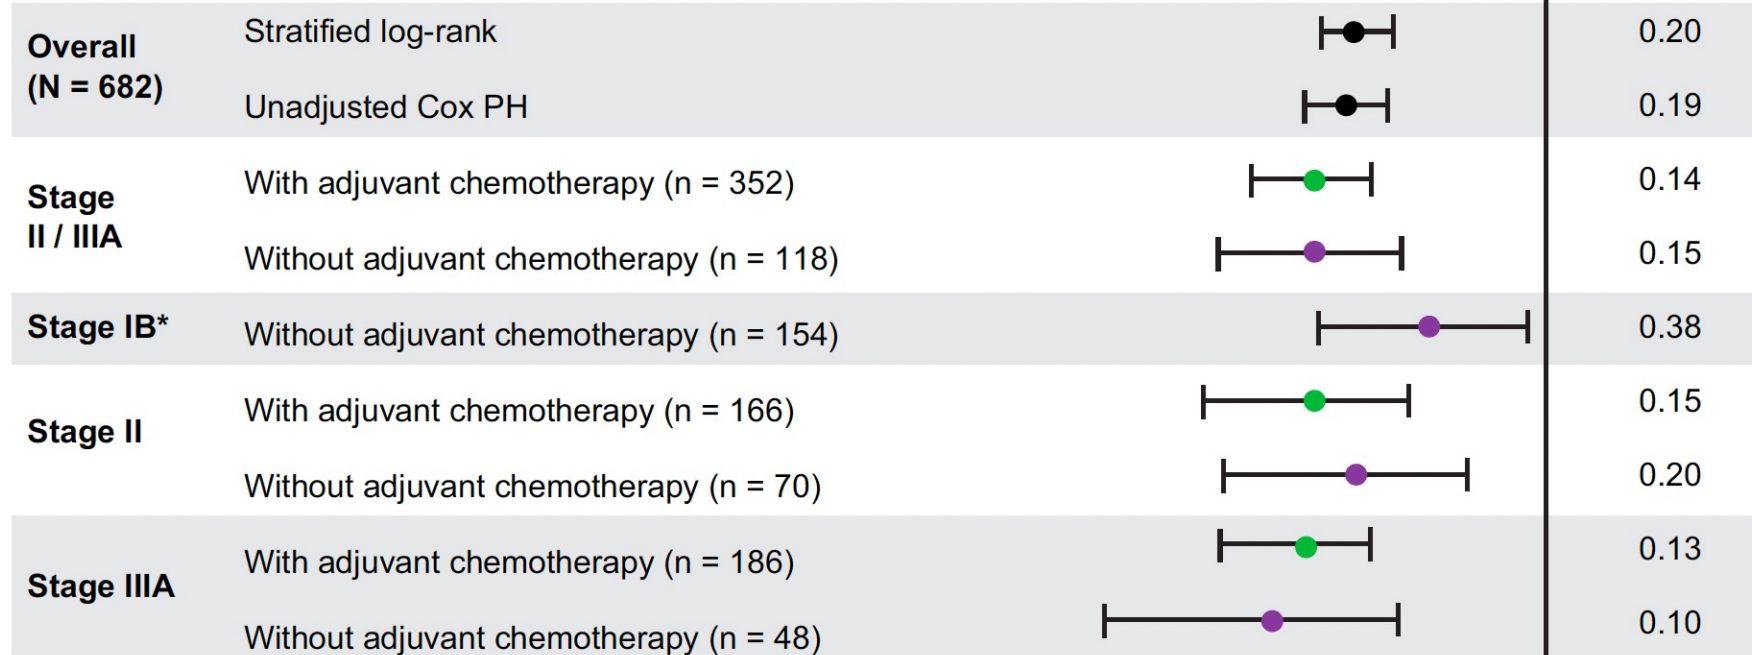 Overall
(N = 682)
Stratified log-rank 0.20
Unadjusted Cox PH 0.19
Stage
II / IIIA
With adjuvant chemotherapy (n = 352) 0.14
Without adjuvant chemotherapy (n = 118) 0.15
Stage IB* Without adjuvant chemotherapy (n = 154) 0.38
Stage II
With adjuvant chemotherapy (n = 166) 0.15
Without adjuvant chemotherapy (n = 70) 0.20
Stage IIIA
With adjuvant chemotherapy (n = 186) 0.13
Without adjuvant chemotherapy (n = 48) 0.10